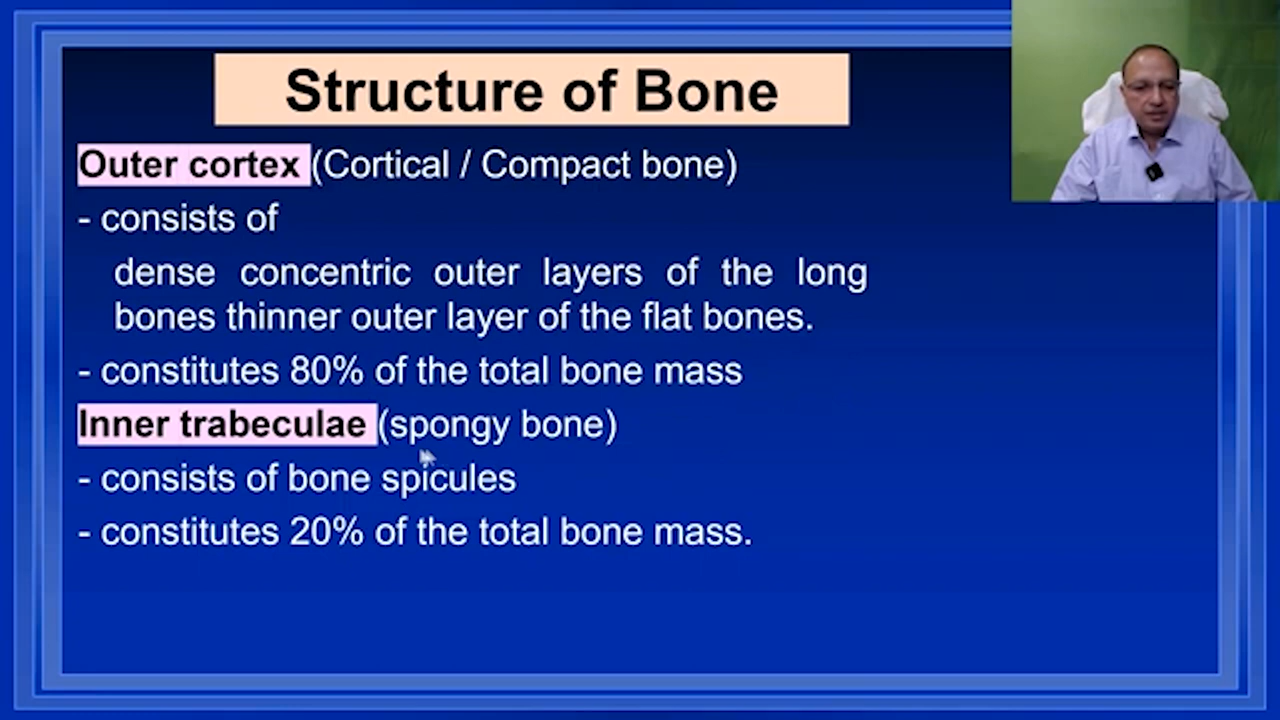 Structure of Bone
Outer cortex (Cortical / Compact bone)
- consists of
dense concentric outer layers of the long
bones thinner outer layer of the flat bones.
- constitutes 80% of the total bone mass
Inner trabeculae (spongy bone)
- consists of bone spicules
- constitutes 20% of the total bone mass.